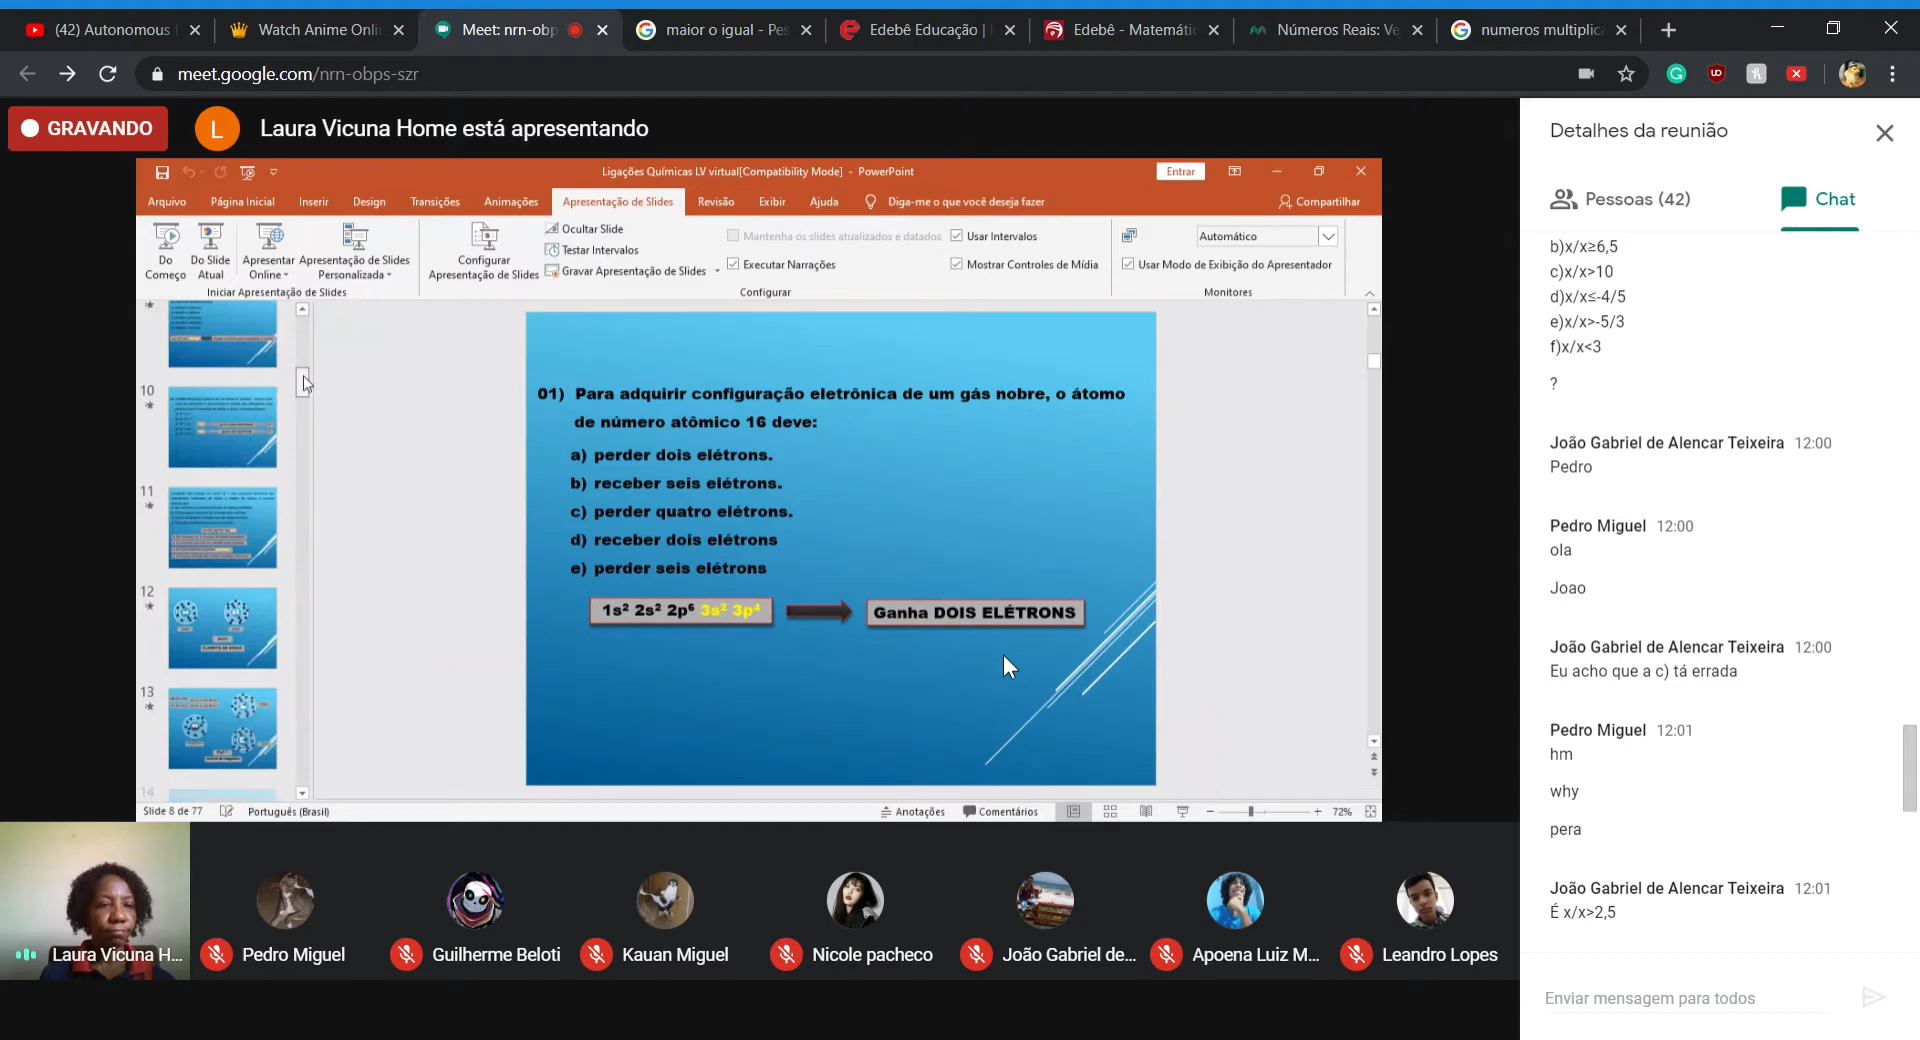 (42) Autonomous
Watch Anime Onli
Meet: nrn-obp
maior o igual - Pes
Edebê Educação |
Edebê - Matemátic
Números Reais: Ve
numeros multiplica
meet.google.com/nrn-obps-szr
GRAVANDO
L
Laura Vicuna Home está apresentando
Ligações Químicas LV virtual[Compatibility Mode] - PowerPoint
Entrar
Arquivo
Página Inicial
Inserir
Design
Transições
Animações
Apresentação de Slides
Revisão
Exibir
Ajuda
Diga-me o que você deseja fazer
Compartilhar
Do
Começo
Do Slide
Atual
Apresentar
Online
Apresentação de Slides
Personalizada
Iniciar Apresentação de Slides
Configurar
Apresentação de Slides
Ocultar Slide
Testar Intervalos
Gravar Apresentação de Slides
Mantenha os slides atualizados e datados
Executar Narrações
Usar Intervalos
Mostrar Controles de Mídia
Configurar
Automático
Usar Modo de Exibição do Apresentador
Monitores
10
11
12
13
14
01) Para adquirir configuração eletrônica de um gás nobre, o átomo
de número atômico 16 deve:
a) perder dois elétrons.
b) receber seis elétrons.
c) perder quatro elétrons.
d) receber dois elétrons
e) perder seis elétrons
1s² 2s² 2p⁶ 3s² 3p⁴
Ganha DOIS ELÉTRONS
Slide 8 de 77
Português (Brasil)
Anotações
Comentários
72%
Laura Vicuna H...
Pedro Miguel
Guilherme Beloti
Kauan Miguel
Nicole pacheco
João Gabriel de...
Apoena Luiz M...
Leandro Lopes
Detalhes da reunião
Pessoas (42)
Chat
b)x/x≥6,5
c)x/x>10
d)x/x≤-4/5
e)x/x>-5/3
f)x/x<3
?
João Gabriel de Alencar Teixeira 12:00
Pedro
Pedro Miguel 12:00
ola
Joao
João Gabriel de Alencar Teixeira 12:00
Eu acho que a c) tá errada
Pedro Miguel 12:01
hm
why
pera
João Gabriel de Alencar Teixeira 12:01
É x/x>2,5
Enviar mensagem para todos